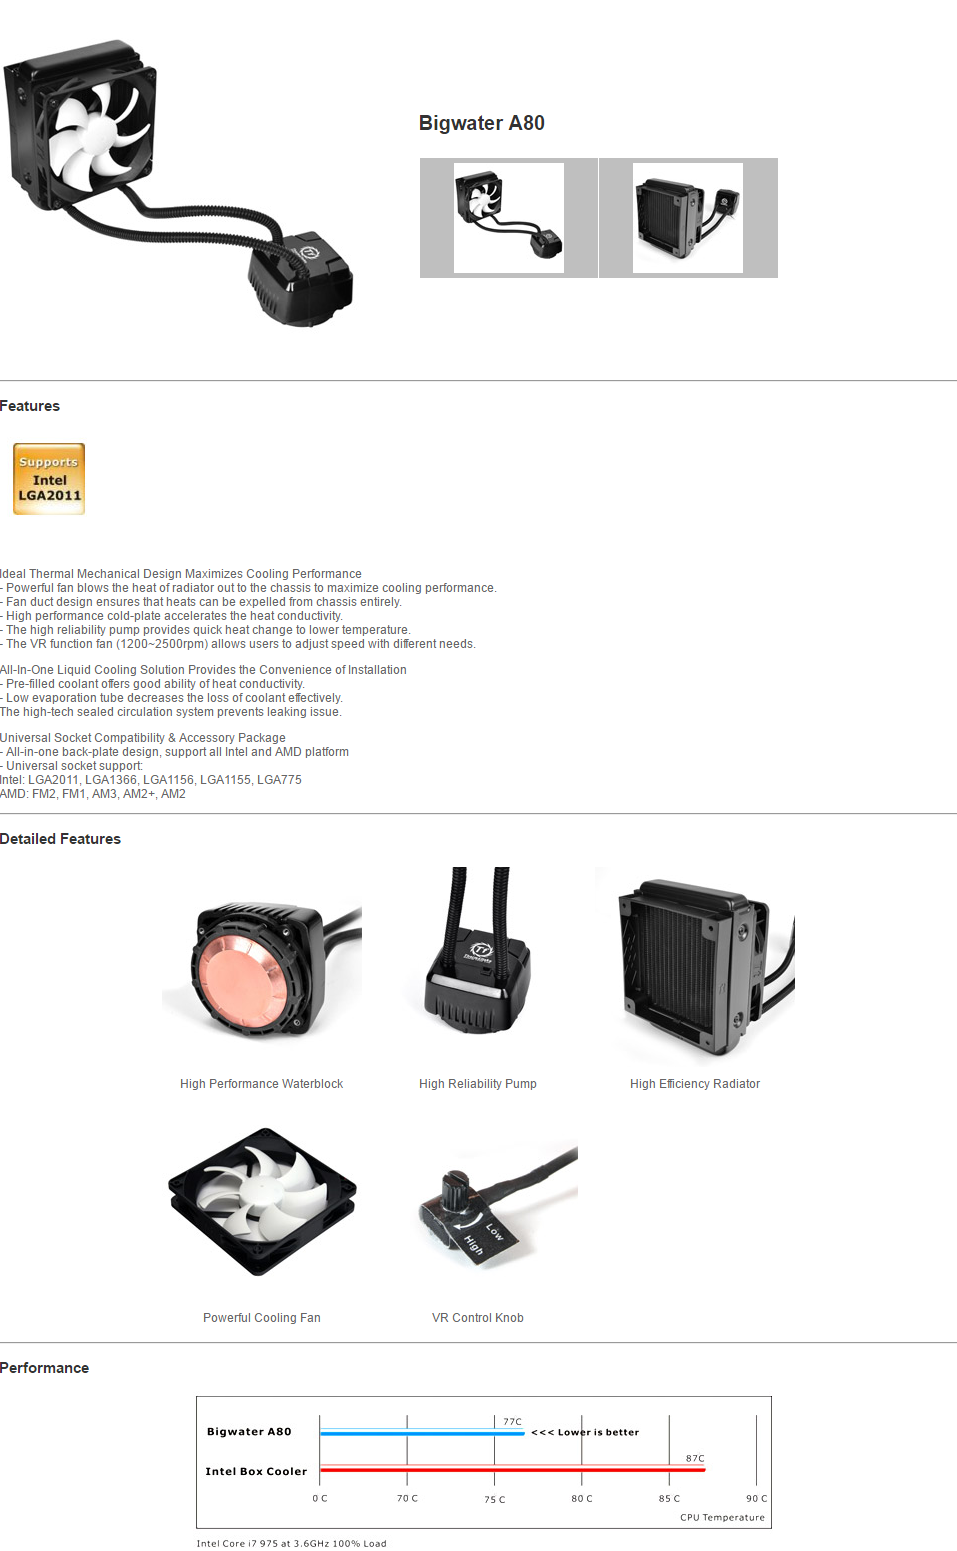 Bigwater A80
Features
Supports
Intel
LGA2011
Ideal Thermal Mechanical Design Maximizes Cooling Performance
- Powerful fan blows the heat of radiator out to the chassis to maximize cooling performance.
- Fan duct design ensures that heats can be expelled from chassis entirely.
- High performance cold-plate accelerates the heat conductivity.
- The high reliability pump provides quick heat change to lower temperature.
- The VR function fan (1200~2500rpm) allows users to adjust speed with different needs.
All-In-One Liquid Cooling Solution Provides the Convenience of Installation
- Pre-filled coolant offers good ability of heat conductivity.
- Low evaporation tube decreases the loss of coolant effectively.
The high-tech sealed circulation system prevents leaking issue.
Universal Socket Compatibility & Accessory Package
- All-in-one back-plate design, support all Intel and AMD platform
- Universal socket support:
Intel: LGA2011, LGA1366, LGA1156, LGA1155, LGA775
AMD: FM2, FM1, AM3, AM2+, AM2
Detailed Features
High Performance Waterblock
High Reliability Pump
High Efficiency Radiator
Low
High
Powerful Cooling Fan
VR Control Knob
Performance
77C
Bigwater A80
<<< Lower is better
87C
Intel Box Cooler
0 C 70 C 75 C 80 C 85 C 90 C
CPU Temperature
Intel Core i7 975 at 3.6GHz 100% Load